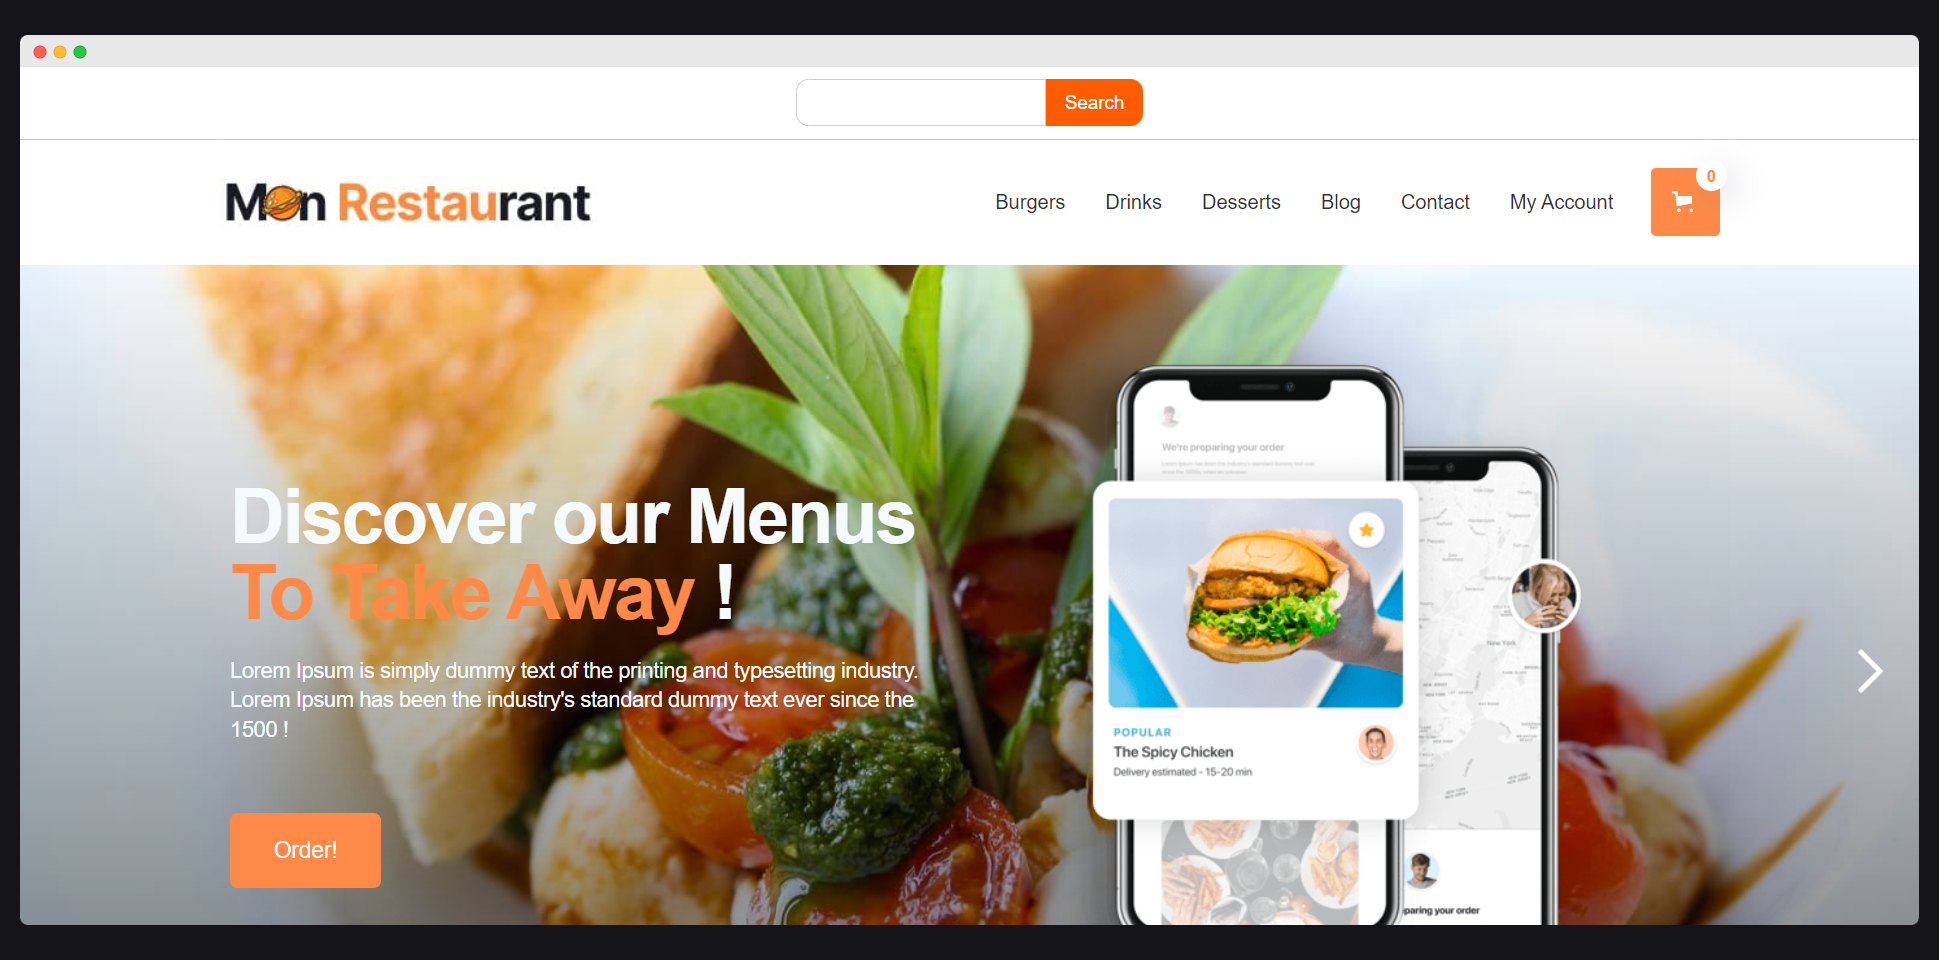 Search
Mon Restaurant
Burgers Drinks Desserts Blog Contact My Account
0
Discover our Menus
To Take Away !
Lorem Ipsum is simply dummy text of the printing and typesetting industry.
Lorem Ipsum has been the industry's standard dummy text ever since the
1500 !
Order!
We're preparing your order
POPULAR
The Spicy Chicken
Delivery estimated - 15-20 min
New York
paring your order